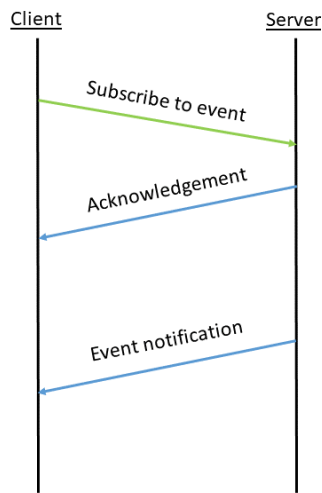 Client
Server
Subscribe to event
Acknowledgement
Event notification